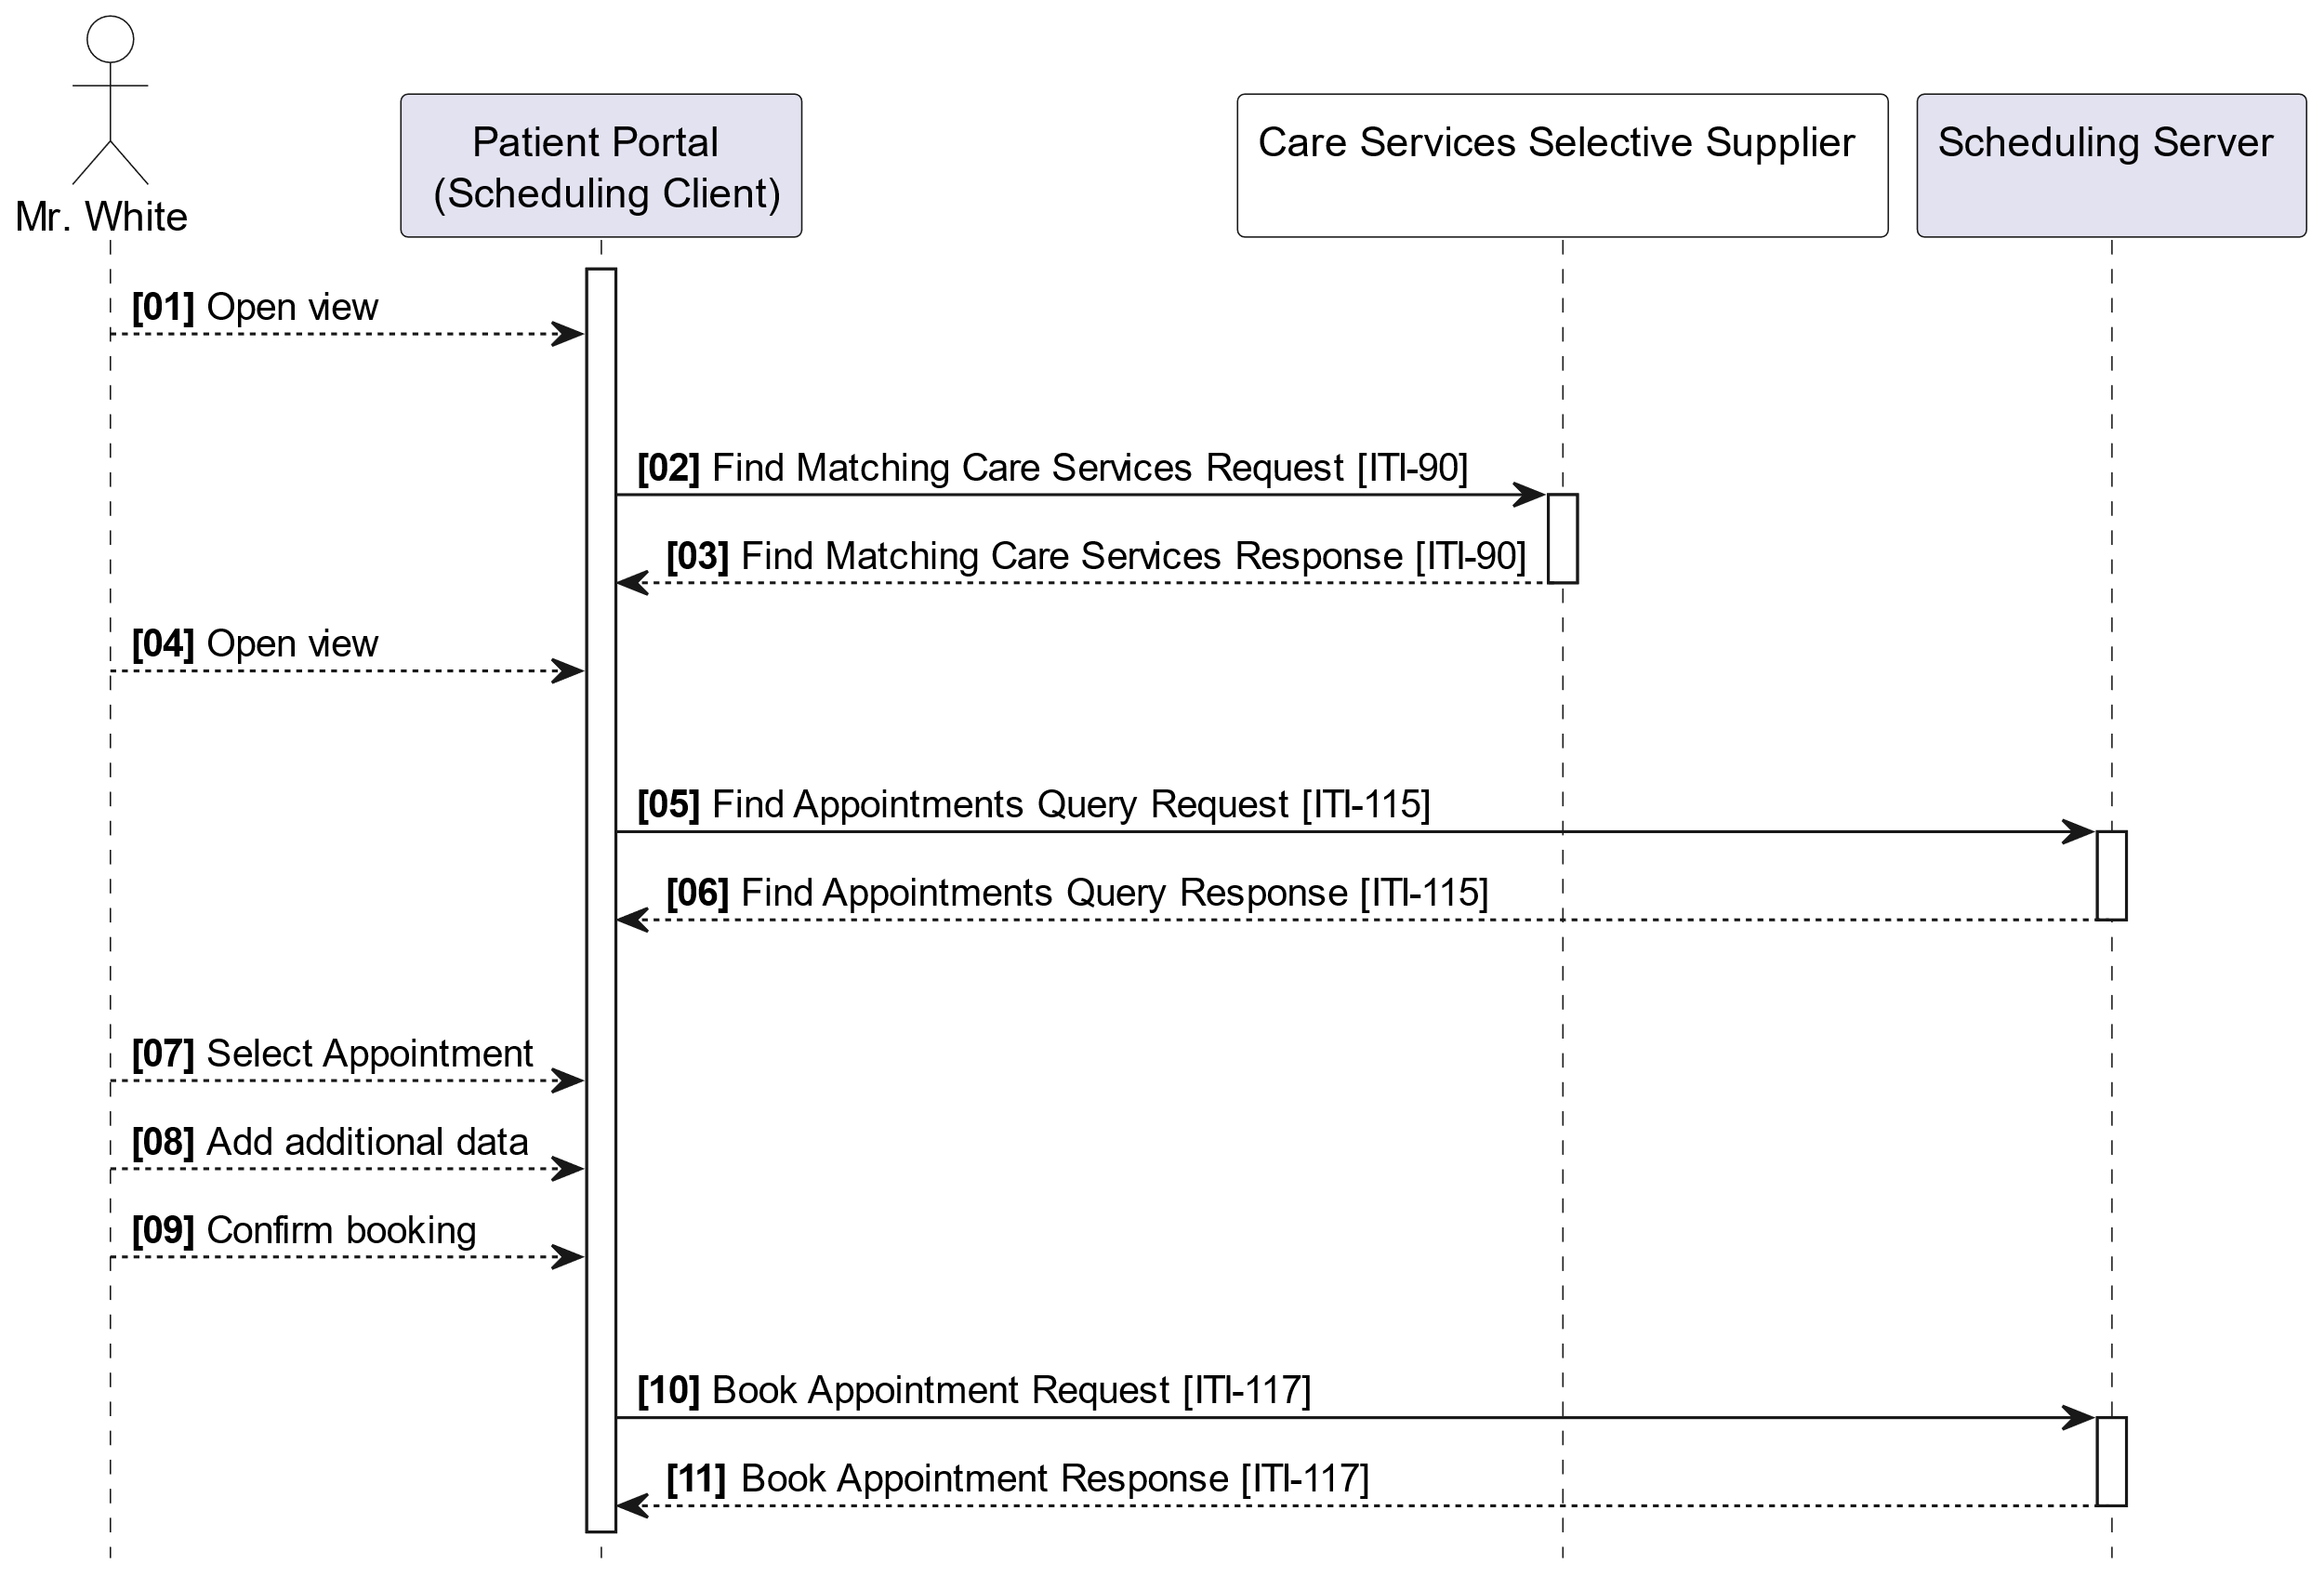 Mr. White
Patient Portal
(Scheduling Client)
Care Services Selective Supplier
Scheduling Server
[01] Open view
[02] Find Matching Care Services Request [ITI-90]
[03] Find Matching Care Services Response [ITI-90]
[04] Open view
[05] Find Appointments Query Request [ITI-115]
[06] Find Appointments Query Response [ITI-115]
[07] Select Appointment
[08] Add additional data
[09] Confirm booking
[10] Book Appointment Request [ITI-117]
[11] Book Appointment Response [ITI-117]